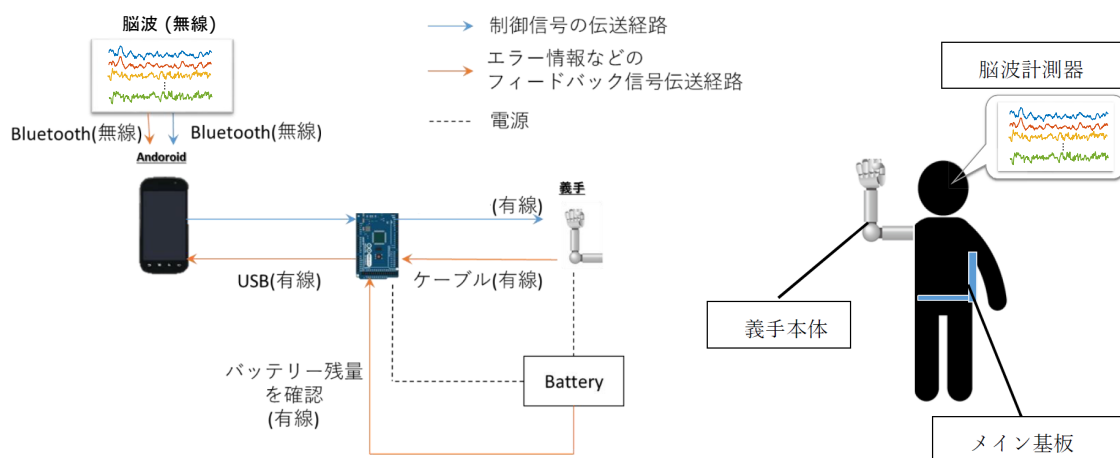 脳波 (無線)
Bluetooth(無線)
Bluetooth(無線)
Andoroid
制御信号の伝送経路
エラー情報などの
フィードバック信号伝送経路
電源
(有線)
義手
USB(有線)
ケーブル(有線)
バッテリー残量
を確認
(有線)
Battery
脳波計測器
義手本体
メイン基板